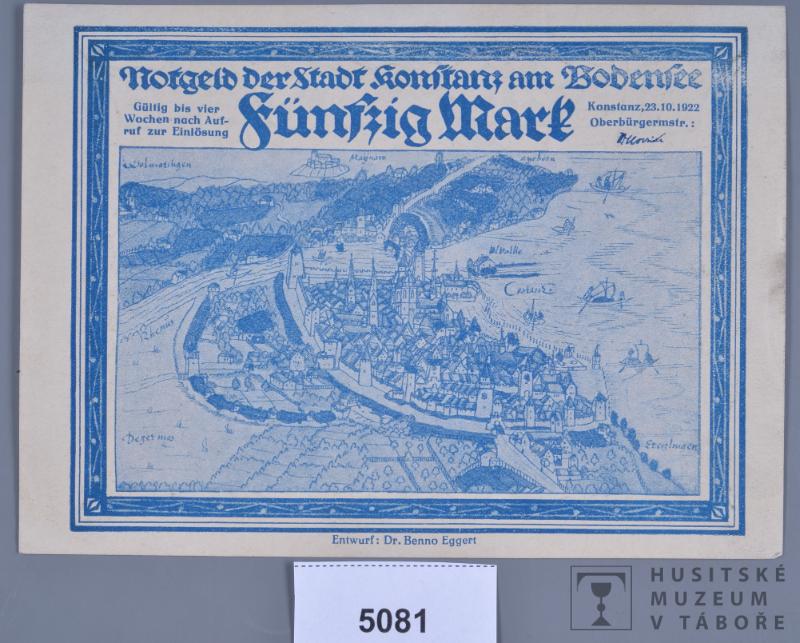 Notgeld der Stadt Konstanz am Bodensee
Gültig bis vier
Wochen nach Auf-
ruf zur Einlösung
Fünfzig Mark
Konstanz, 23.10.1922
Oberbürgermstr.:
Entwurf: Dr. Benno Eggert
5081
HUSITSKÉ
MUZEUM
V TÁBOŘE